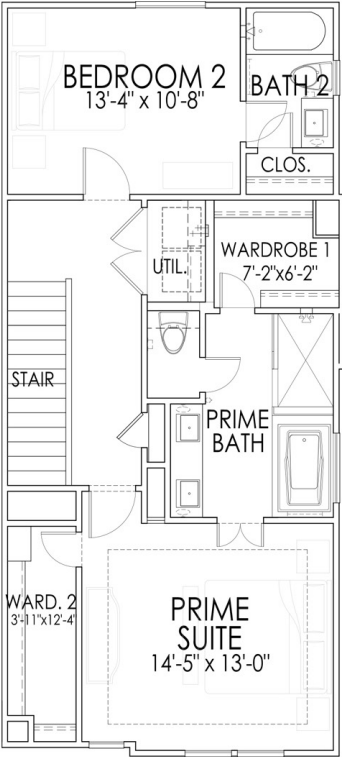 BEDROOM 2
13'-4" x 10'-8"
BATH 2
CLOS.
WARDROBE 1
7'-2"x6'-2"
UTIL.
STAIR
PRIME
BATH
WARD. 2
3'-11"x12'-4"
PRIME
SUITE
14'-5" x 13'-0"